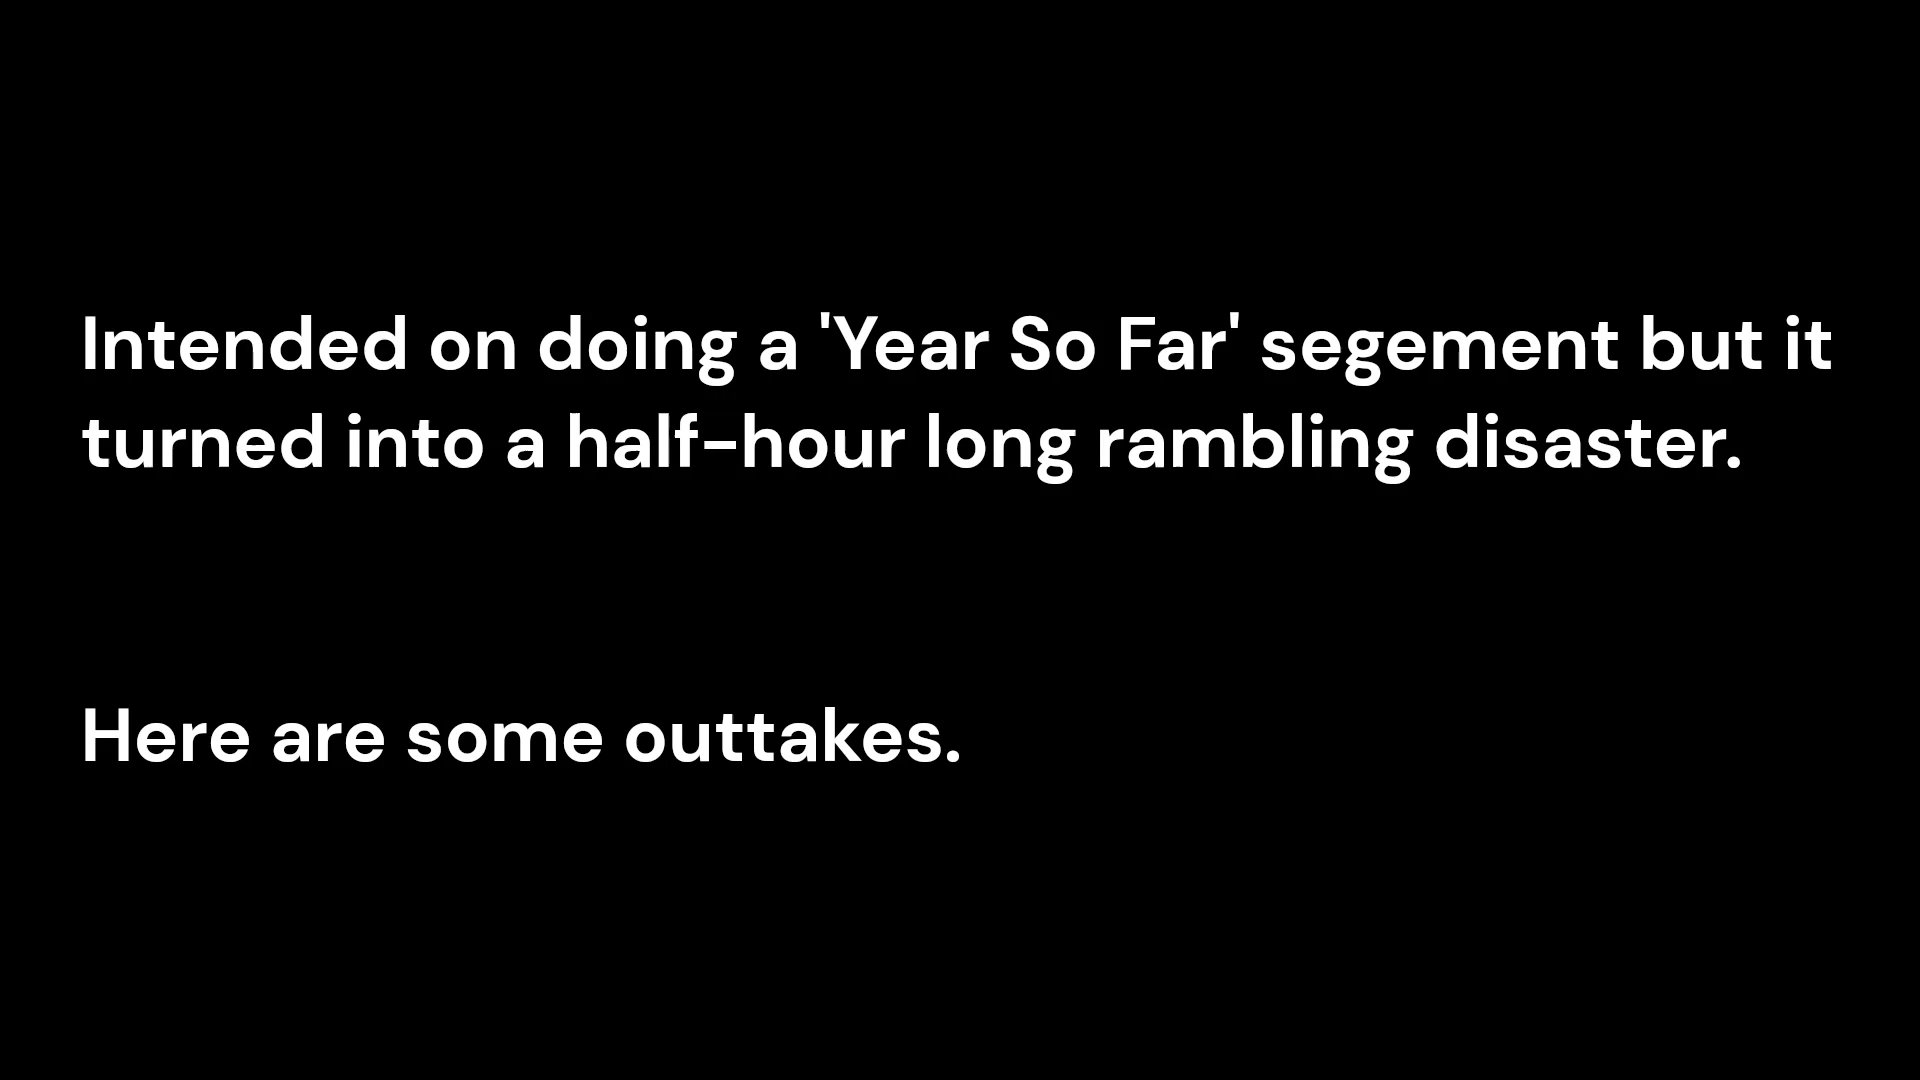 Intended on doing a 'Year So Far' segement but it
turned into a half-hour long rambling disaster.
Here are some outtakes.